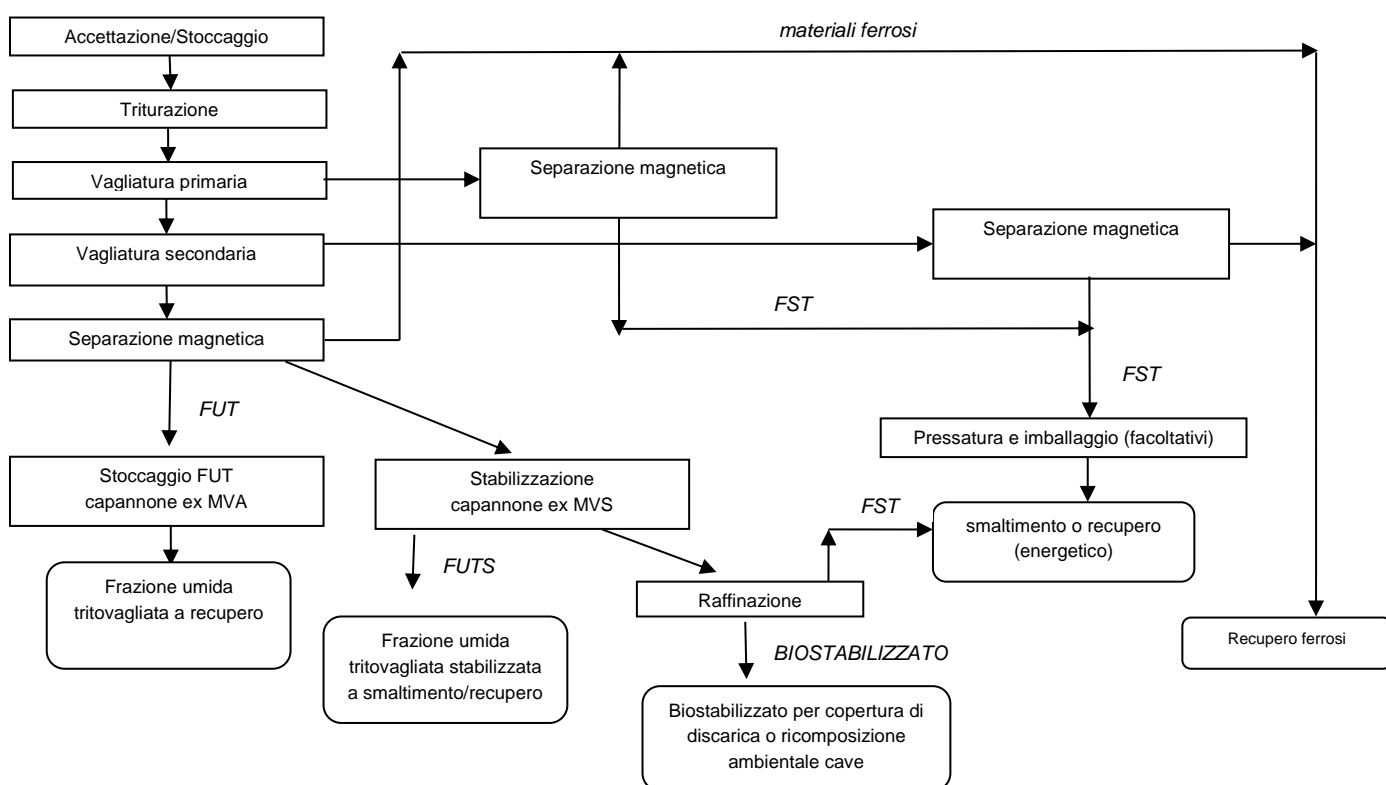 Accettazione/Stoccaggio
materiali ferrosi
Triturazione
Separazione magnetica
Vagliatura primaria
Separazione magnetica
Vagliatura secondaria
FST
Separazione magnetica
FST
FUT
Pressatura e imballaggio (facoltativi)
Stoccaggio FUT
capannone ex MVA
Stabilizzazione
capannone ex MVS
FST
smaltimento o recupero
(energetico)
FUTS
Frazione umida
tritovagliata a recupero
Raffinazione
Frazione umida
tritovagliata stabilizzata
a smaltimento/recupero
Recupero ferrosi
BIOSTABILIZZATO
Biostabilizzato per copertura di
discarica o ricomposizione
ambientale cave